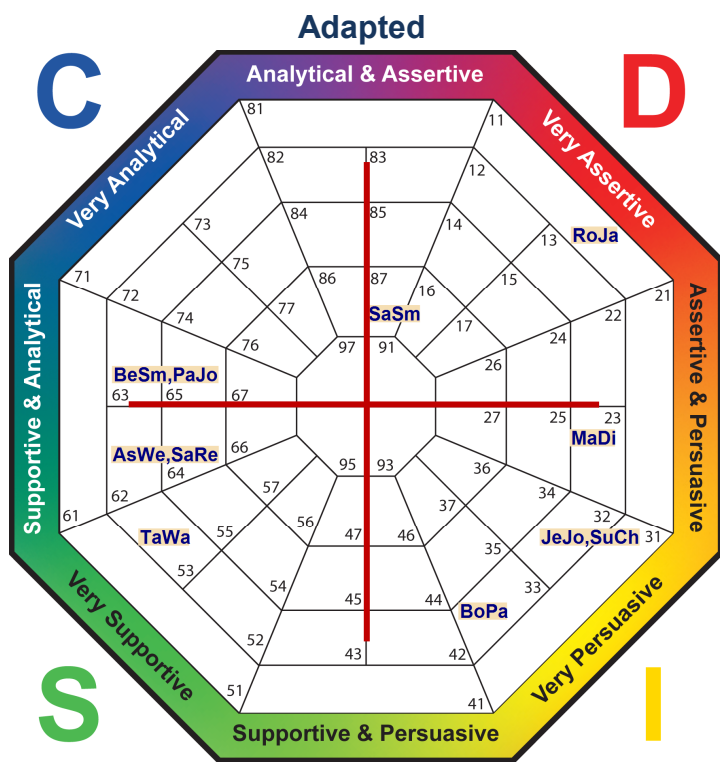 Adapted
C
D
Analytical & Assertive
Very Analytical
Very Assertive
81
11
82
83
12
84
85
14
73
13
RoJa
75
15
71
72
74
77
86
87
16
17
22
21
SaSm
24
76
97
91
26
Supportive & Analytical
Assertive & Persuasive
BeSm,PaJo
63
65
67
27
25
23
MaDi
AsWe,SaRe
66
64
95
93
36
57
62
61
37
34
32
31
56
55
TaWa
47
46
35
JeJo,SuCh
53
54
45
44
33
BoPa
52
43
42
51
41
Very Supportive
Very Persuasive
S
I
Supportive & Persuasive